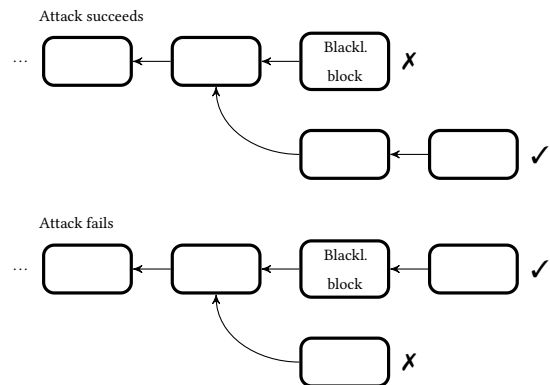 Attack succeeds
...
Blackl.
block
✗
✓
Attack fails
...
Blackl.
block
✓
✗